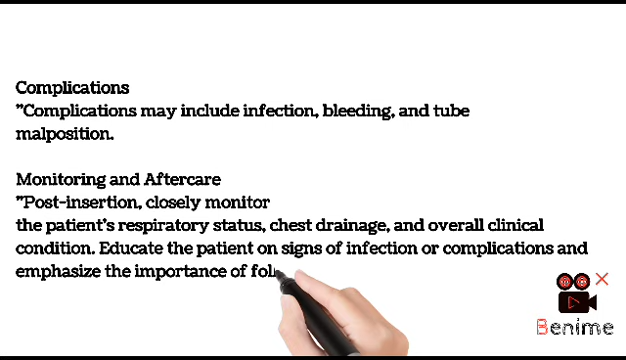 Complications
"Complications may include infection, bleeding, and tube
malposition.
Monitoring and Aftercare
"Post-insertion, closely monitor
the patient's respiratory status, chest drainage, and overall clinical
condition. Educate the patient on signs of infection or complications and
emphasize the importance of fol
Benime